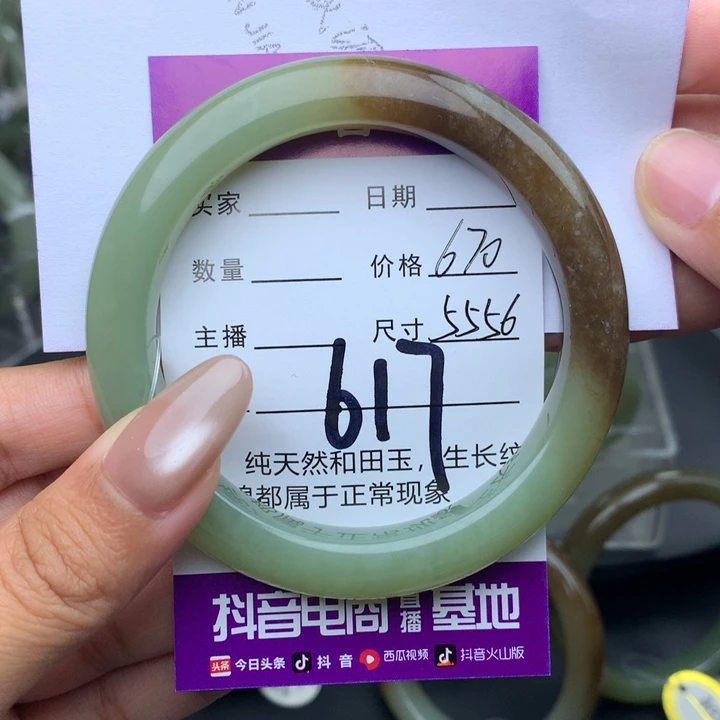 买家
日期
数量
价格 670
主播
尺寸 5556
617
纯天然和田玉，生长纹
都属于正常现象
抖音电商直播基地
头条 今日头条 抖音 西瓜视频 抖音火山版